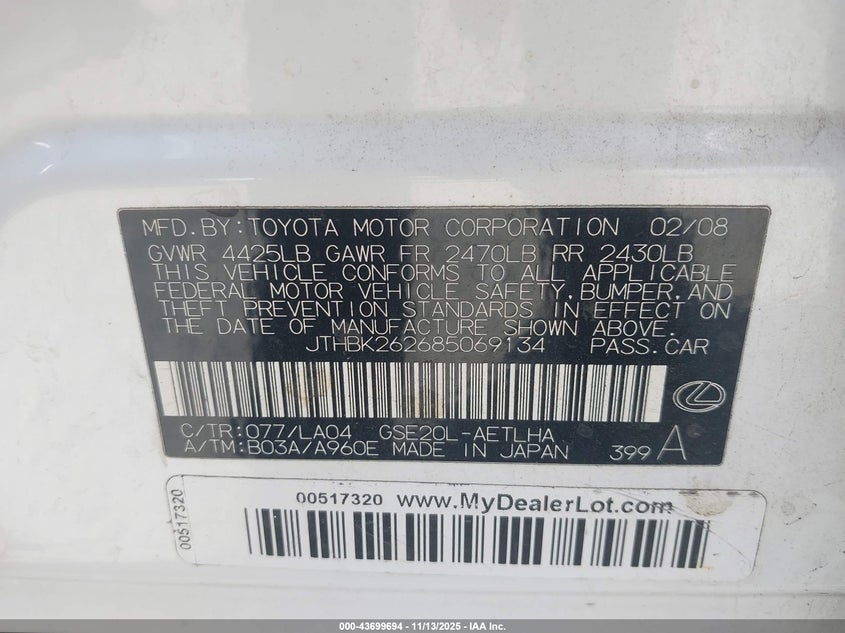 MFD.BY:TOYOTA MOTOR CORPORATION 02/08
GVWR 4425LB GAWR FR 2470LB RR 2430LB
THIS VEHICLE CONFORMS TO ALL APPLICABLE
FEDERAL MOTOR VEHICLE SAFETY, BUMPER, AND
THEFT PREVENTION STANDARDS IN EFFECT ON
THE DATE OF MANUFACTURE SHOWN ABOVE.
JTHBK262685069134 PASS.CAR
C/TR:077/LA04 GSE20L-AETLHA
A/TM:B03A/A960E MADE IN JAPAN 399 A
00517320
00517320 www.MyDealerLot.com
000-43699694 - 11/13/2025 - IAA Inc.